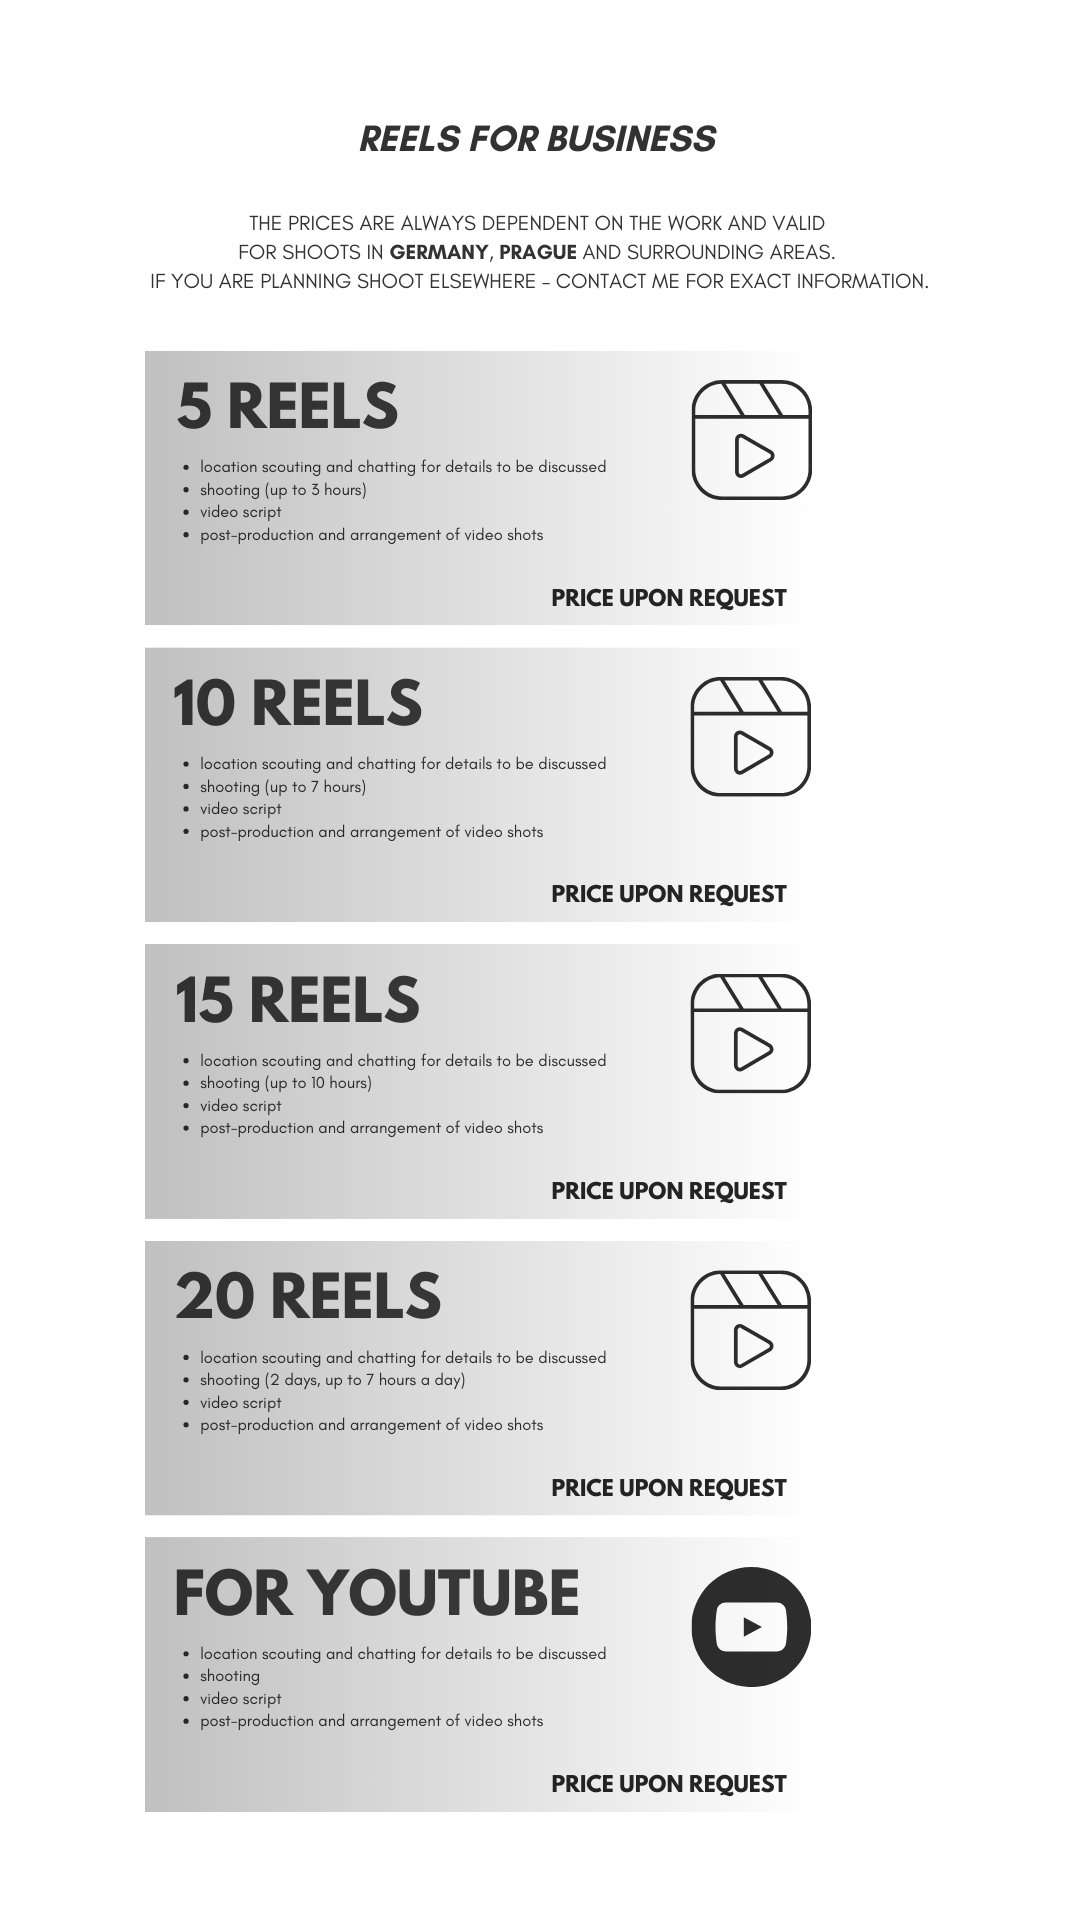 REELS FOR BUSINESS
THE PRICES ARE ALWAYS DEPENDENT ON THE WORK AND VALID
FOR SHOOTS IN GERMANY, PRAGUE AND SURROUNDING AREAS.
IF YOU ARE PLANNING SHOOT ELSEWHERE - CONTACT ME FOR EXACT INFORMATION.
5 REELS
• location scouting and chatting for details to be discussed
• shooting (up to 3 hours)
• video script
• post-production and arrangement of video shots
PRICE UPON REQUEST
10 REELS
• location scouting and chatting for details to be discussed
• shooting (up to 7 hours)
• video script
• post-production and arrangement of video shots
PRICE UPON REQUEST
15 REELS
• location scouting and chatting for details to be discussed
• shooting (up to 10 hours)
• video script
• post-production and arrangement of video shots
PRICE UPON REQUEST
20 REELS
• location scouting and chatting for details to be discussed
• shooting (2 days, up to 7 hours a day)
• video script
• post-production and arrangement of video shots
PRICE UPON REQUEST
FOR YOUTUBE
• location scouting and chatting for details to be discussed
• shooting
• video script
• post-production and arrangement of video shots
PRICE UPON REQUEST